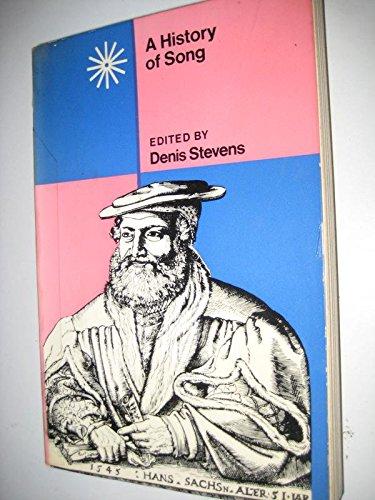 A History
of Song
EDITED BY
Denis Stevens
1545 · HANS · SACHSN · ALTER · 51 · IAR